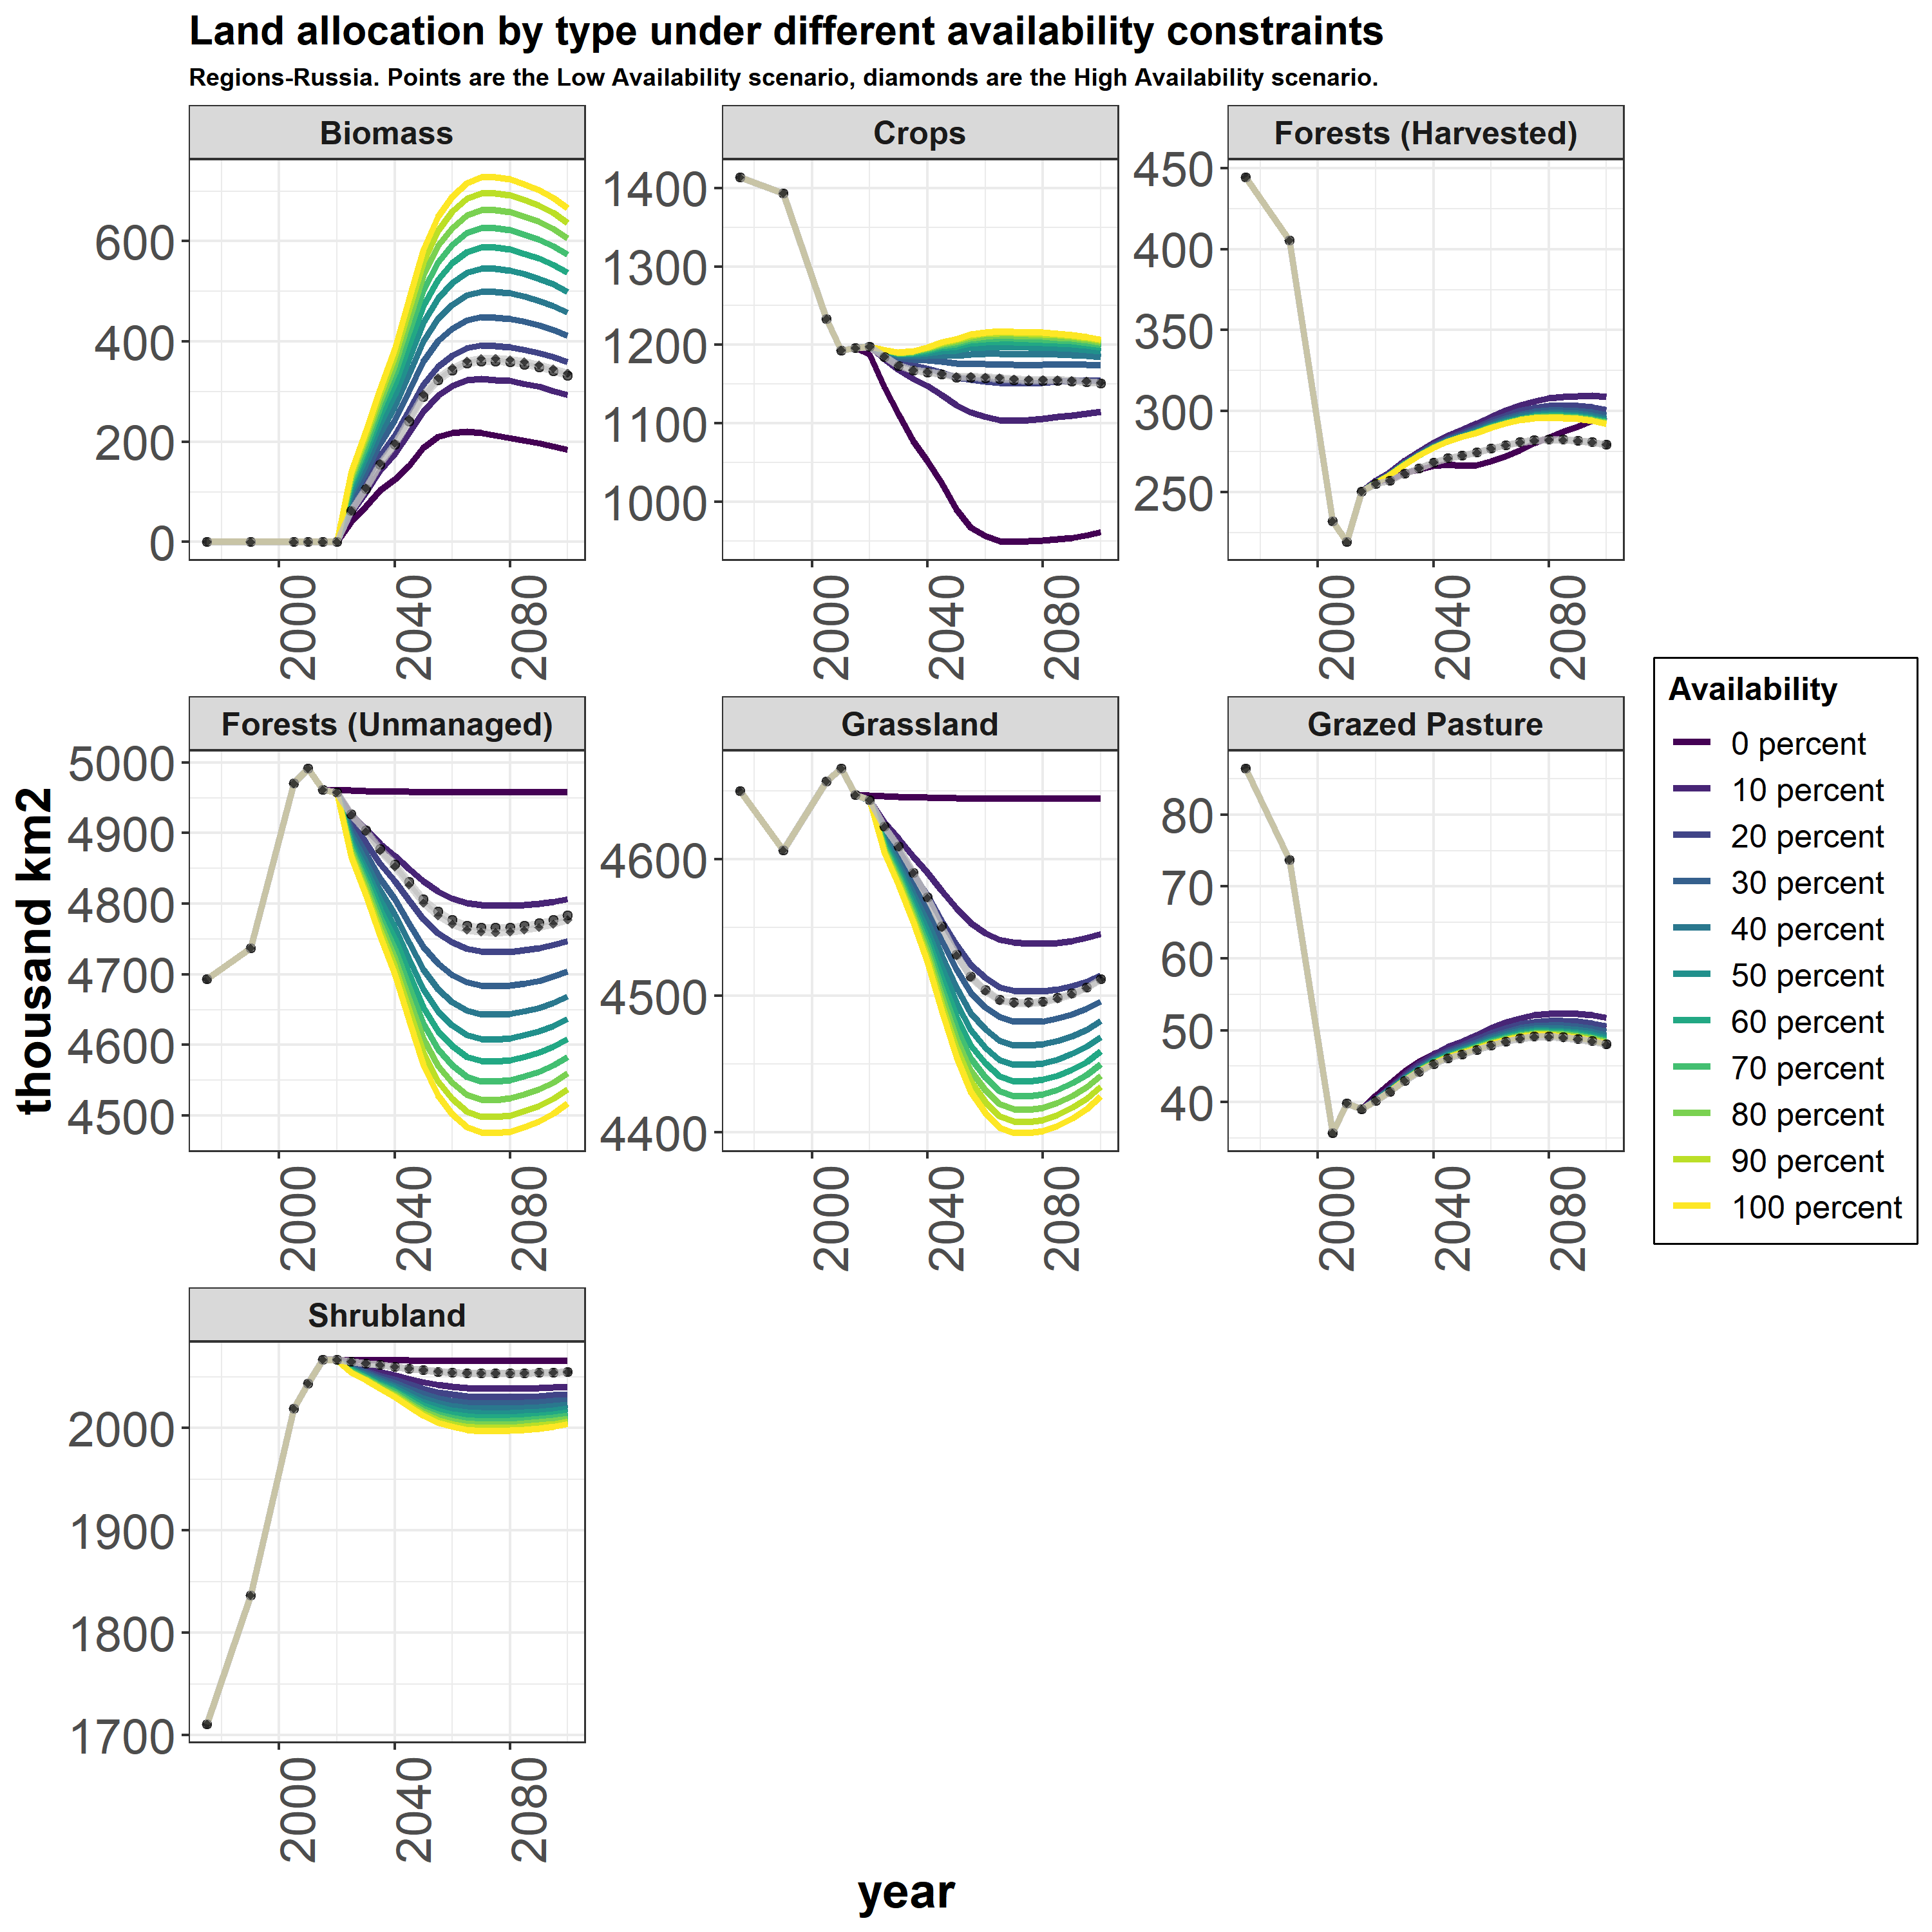 Land allocation by type under different availability constraints
Regions-Russia. Points are the Low Availability scenario, diamonds are the High Availability scenario.
Biomass
Crops
Forests (Harvested)
600
400
200
0
1400
1300
1200
1100
1000
450
400
350
300
250
2000
2040
2080
2000
2040
2080
2000
2040
2080
Forests (Unmanaged)
Grassland
Grazed Pasture
5000
4900
4800
4700
4600
4500
4600
4500
4400
80
70
60
50
40
2000
2040
2080
2000
2040
2080
2000
2040
2080
Shrubland
2000
1900
1800
1700
2000
2040
2080
thousand km2
year
Availability
0 percent
10 percent
20 percent
30 percent
40 percent
50 percent
60 percent
70 percent
80 percent
90 percent
100 percent